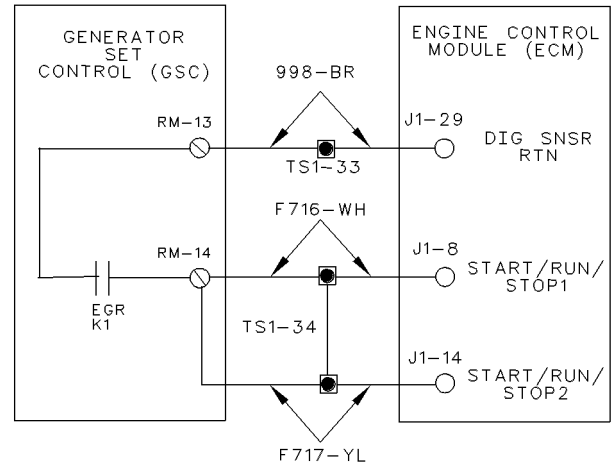 GENERATOR
SET
CONTROL (GSC)
ENGINE CONTROL
MODULE (ECM)
998-BR
RM-13
J1-29
DIG SNSR
RTN
TS1-33
F716-WH
RM-14
J1-8
START/RUN/
STOP1
EGR
K1
TS1-34
J1-14
START/RUN/
STOP2
F717-YL